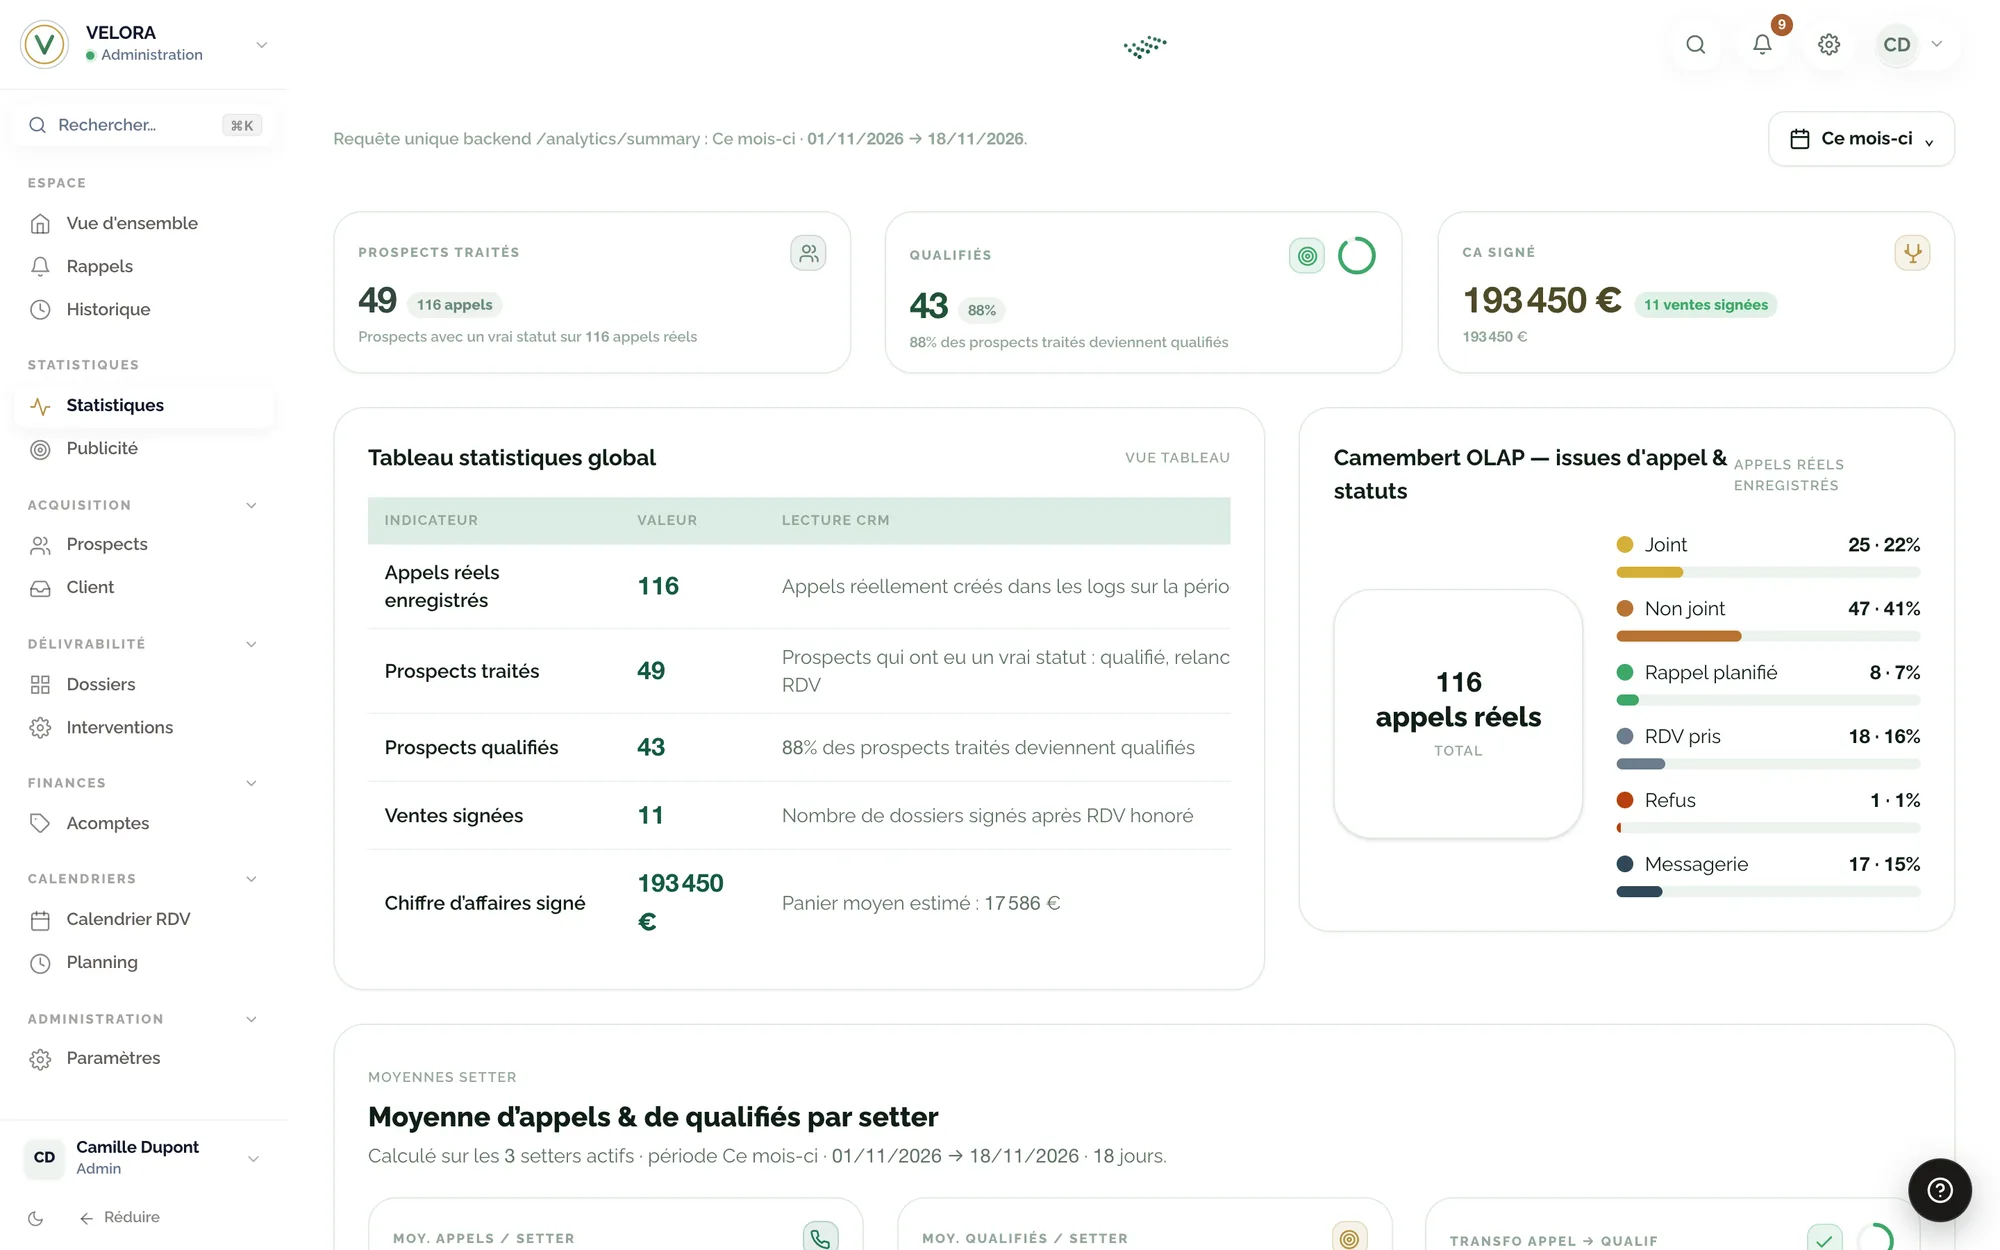 VELORA
Administration
Rechercher...
⌘K
ESPACE
Vue d'ensemble
Rappels
Historique
STATISTIQUES
Statistiques
Publicité
ACQUISITION
Prospects
Client
DÉLIVRABILITÉ
Dossiers
Interventions
FINANCES
Acomptes
CALENDRIERS
Calendrier RDV
Planning
ADMINISTRATION
Paramètres
CD
Camille Dupont
Admin
Réduire
9
CD
Requête unique backend /analytics/summary : Ce mois-ci · 01/11/2026 → 18/11/2026.
Ce mois-ci
PROSPECTS TRAITÉS
49 116 appels
Prospects avec un vrai statut sur 116 appels réels
QUALIFIÉS
43 88%
88% des prospects traités deviennent qualifiés
CA SIGNÉ
193 450 € 11 ventes signées
193 450 €
Tableau statistiques global
VUE TABLEAU
INDICATEUR VALEUR LECTURE CRM
Appels réels
enregistrés
116
Appels réellement créés dans les logs sur la pério
Prospects traités
49
Prospects qui ont eu un vrai statut : qualifié, relanc
RDV
Prospects qualifiés
43
88% des prospects traités deviennent qualifiés
Ventes signées
11
Nombre de dossiers signés après RDV honoré
Chiffre d'affaires signé
193 450
€
Panier moyen estimé : 17 586 €
Camembert OLAP — issues d'appel &
statuts
APPELS RÉELS
ENREGISTRÉS
116
appels réels
TOTAL
Joint 25 · 22%
Non joint 47 · 41%
Rappel planifié 8 · 7%
RDV pris 18 · 16%
Refus 1 · 1%
Messagerie 17 · 15%
MOYENNES SETTER
Moyenne d'appels & de qualifiés par setter
Calculé sur les 3 setters actifs · période Ce mois-ci · 01/11/2026 → 18/11/2026 · 18 jours.
MOY. APPELS / SETTER
MOY. QUALIFIÉS / SETTER
TRANSFO APPEL → QUALIF